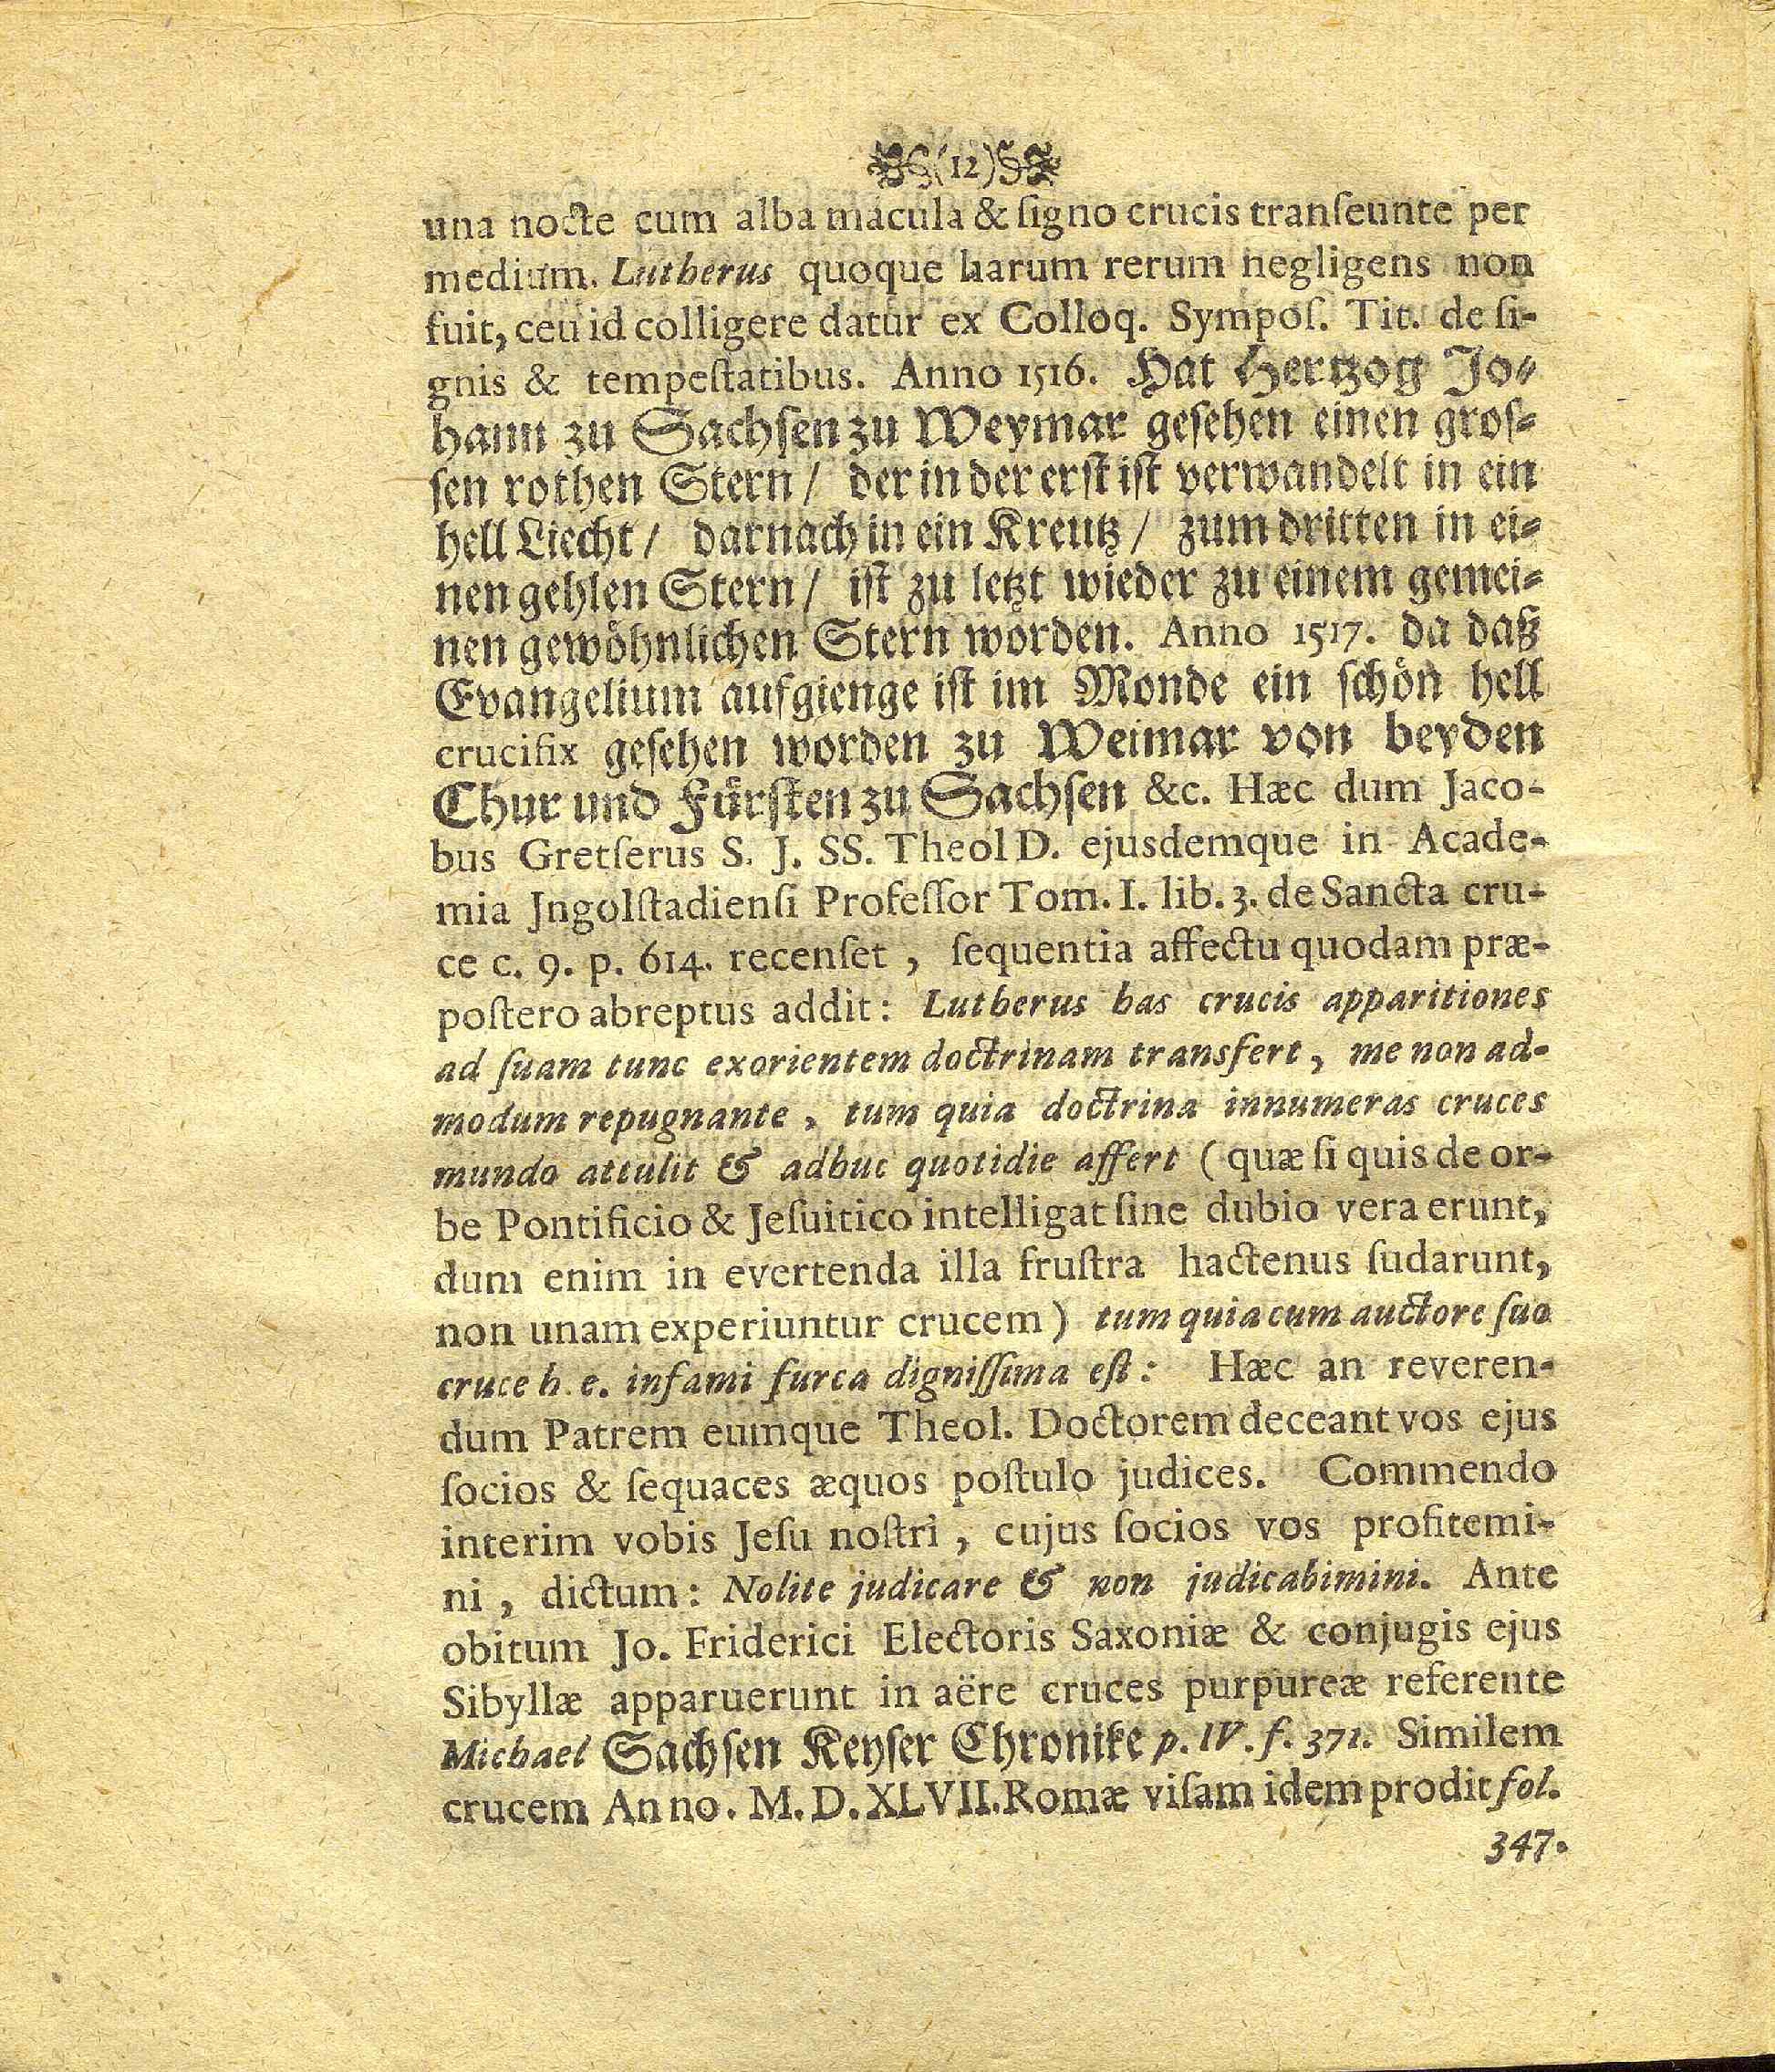 (12)
una nocte cum alba macula & ſigno crucis tranſeunte per
medium. Lutherus quoque harum rerum negligens non
fuit, ceu id colligere datur ex Colloq. Sympoſ. Tit. de ſi-
gnis & tempeſtatibus. Anno 1516. Hat Hertzog Jo-
hann zu Sachſen zu Weymar geſehen einen groſ-
ſen rothen Stern / der in der erſt iſt verwandelt in ein
hell Liecht / darnach in ein Kreutz / zum dritten in ei-
nen gehlen Stern / iſt zu letzt wieder zu einem gemei-
nen gewöhnlichen Stern worden. Anno 1517. da daß
Evangelium aufgienge iſt im Monde ein ſchön hell
crucifix geſehen worden zu Weimar von beyden
Chur und Fürſten zu Sachſen &c. Hæc dum Jaco-
bus Gretſerus S. J. SS. Theol D. ejusdemque in Acade-
mia Jngolſtadienſi Profeſſor Tom. I. lib. 3. de Sancta cru-
ce c. 9. p. 614. recenſet, ſequentia affectu quodam præ-
poſtero abreptus addit: Lutherus has crucis apparitiones
ad ſuam tunc exorientem doctrinam transfert, me non ad-
modum repugnante, tum quia doctrina innumeras cruces
mundo attulit & adhuc quotidie affert (quæ ſi quis de or-
be Pontificio & Jeſuitico intelligat ſine dubio vera erunt,
dum enim in evertenda illa fruſtra hactenus ſudarunt,
non unam experiuntur crucem) tum quia cum auctore ſuo
cruce h. e. infami furca digniſſima eſt: Hæc an reveren-
dum Patrem eumque Theol. Doctorem deceant vos ejus
ſocios & ſequaces æquos poſtulo judices. Commendo
interim vobis Jeſu noſtri, cujus ſocios vos profitemi-
ni, dictum: Nolite judicare & non judicabimini. Ante
obitum Jo. Friderici Electoris Saxoniæ & conjugis ejus
Sibyllæ apparuerunt in aëre cruces purpureæ referente
Michael Sachſen Keyſer Chronike p. IV. f. 371. Similem
crucem Anno. M. D. XLVII. Romæ viſam idem prodit fol.
347.